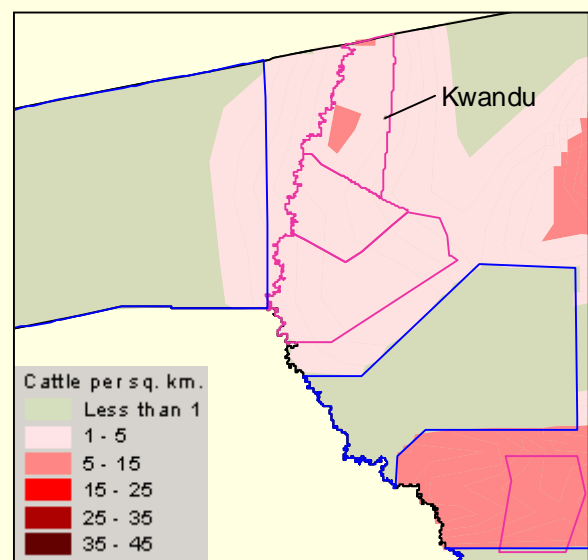 Kwandu
Cattle per sq. km.
Less than 1
1 - 5
5 - 15
15 - 25
25 - 35
35 - 45